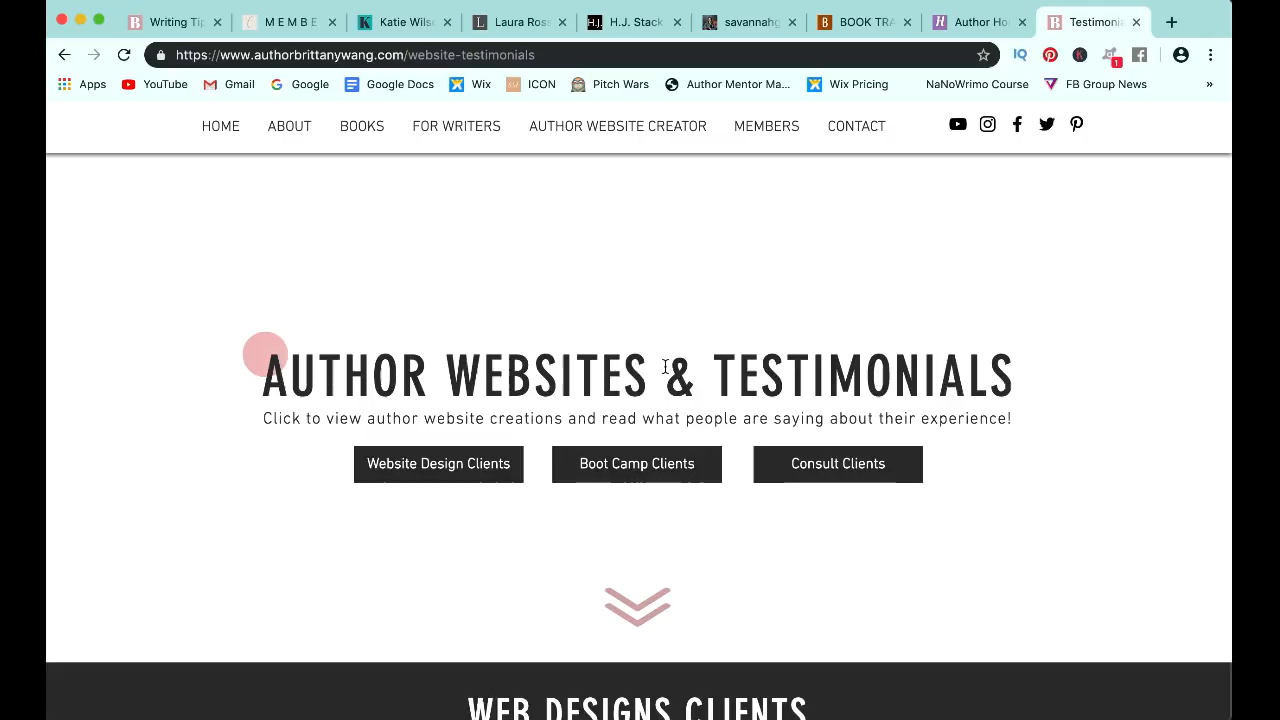 Writing Tip
M E M B E
Katie Wils
Laura Ros
H.J. Stack
savannahg
BOOK TRA
Author Ho
Testimonia
https://www.authorbrittanywang.com/website-testimonials
Apps YouTube Gmail Google Google Docs Wix ICON Pitch Wars Author Mentor Ma... Wix Pricing NaNoWrimo Course FB Group News »
HOME ABOUT BOOKS FOR WRITERS AUTHOR WEBSITE CREATOR MEMBERS CONTACT
AUTHOR WEBSITES & TESTIMONIALS
Click to view author website creations and read what people are saying about their experience!
Website Design Clients Boot Camp Clients Consult Clients
WEB DESIGNS CLIENTS